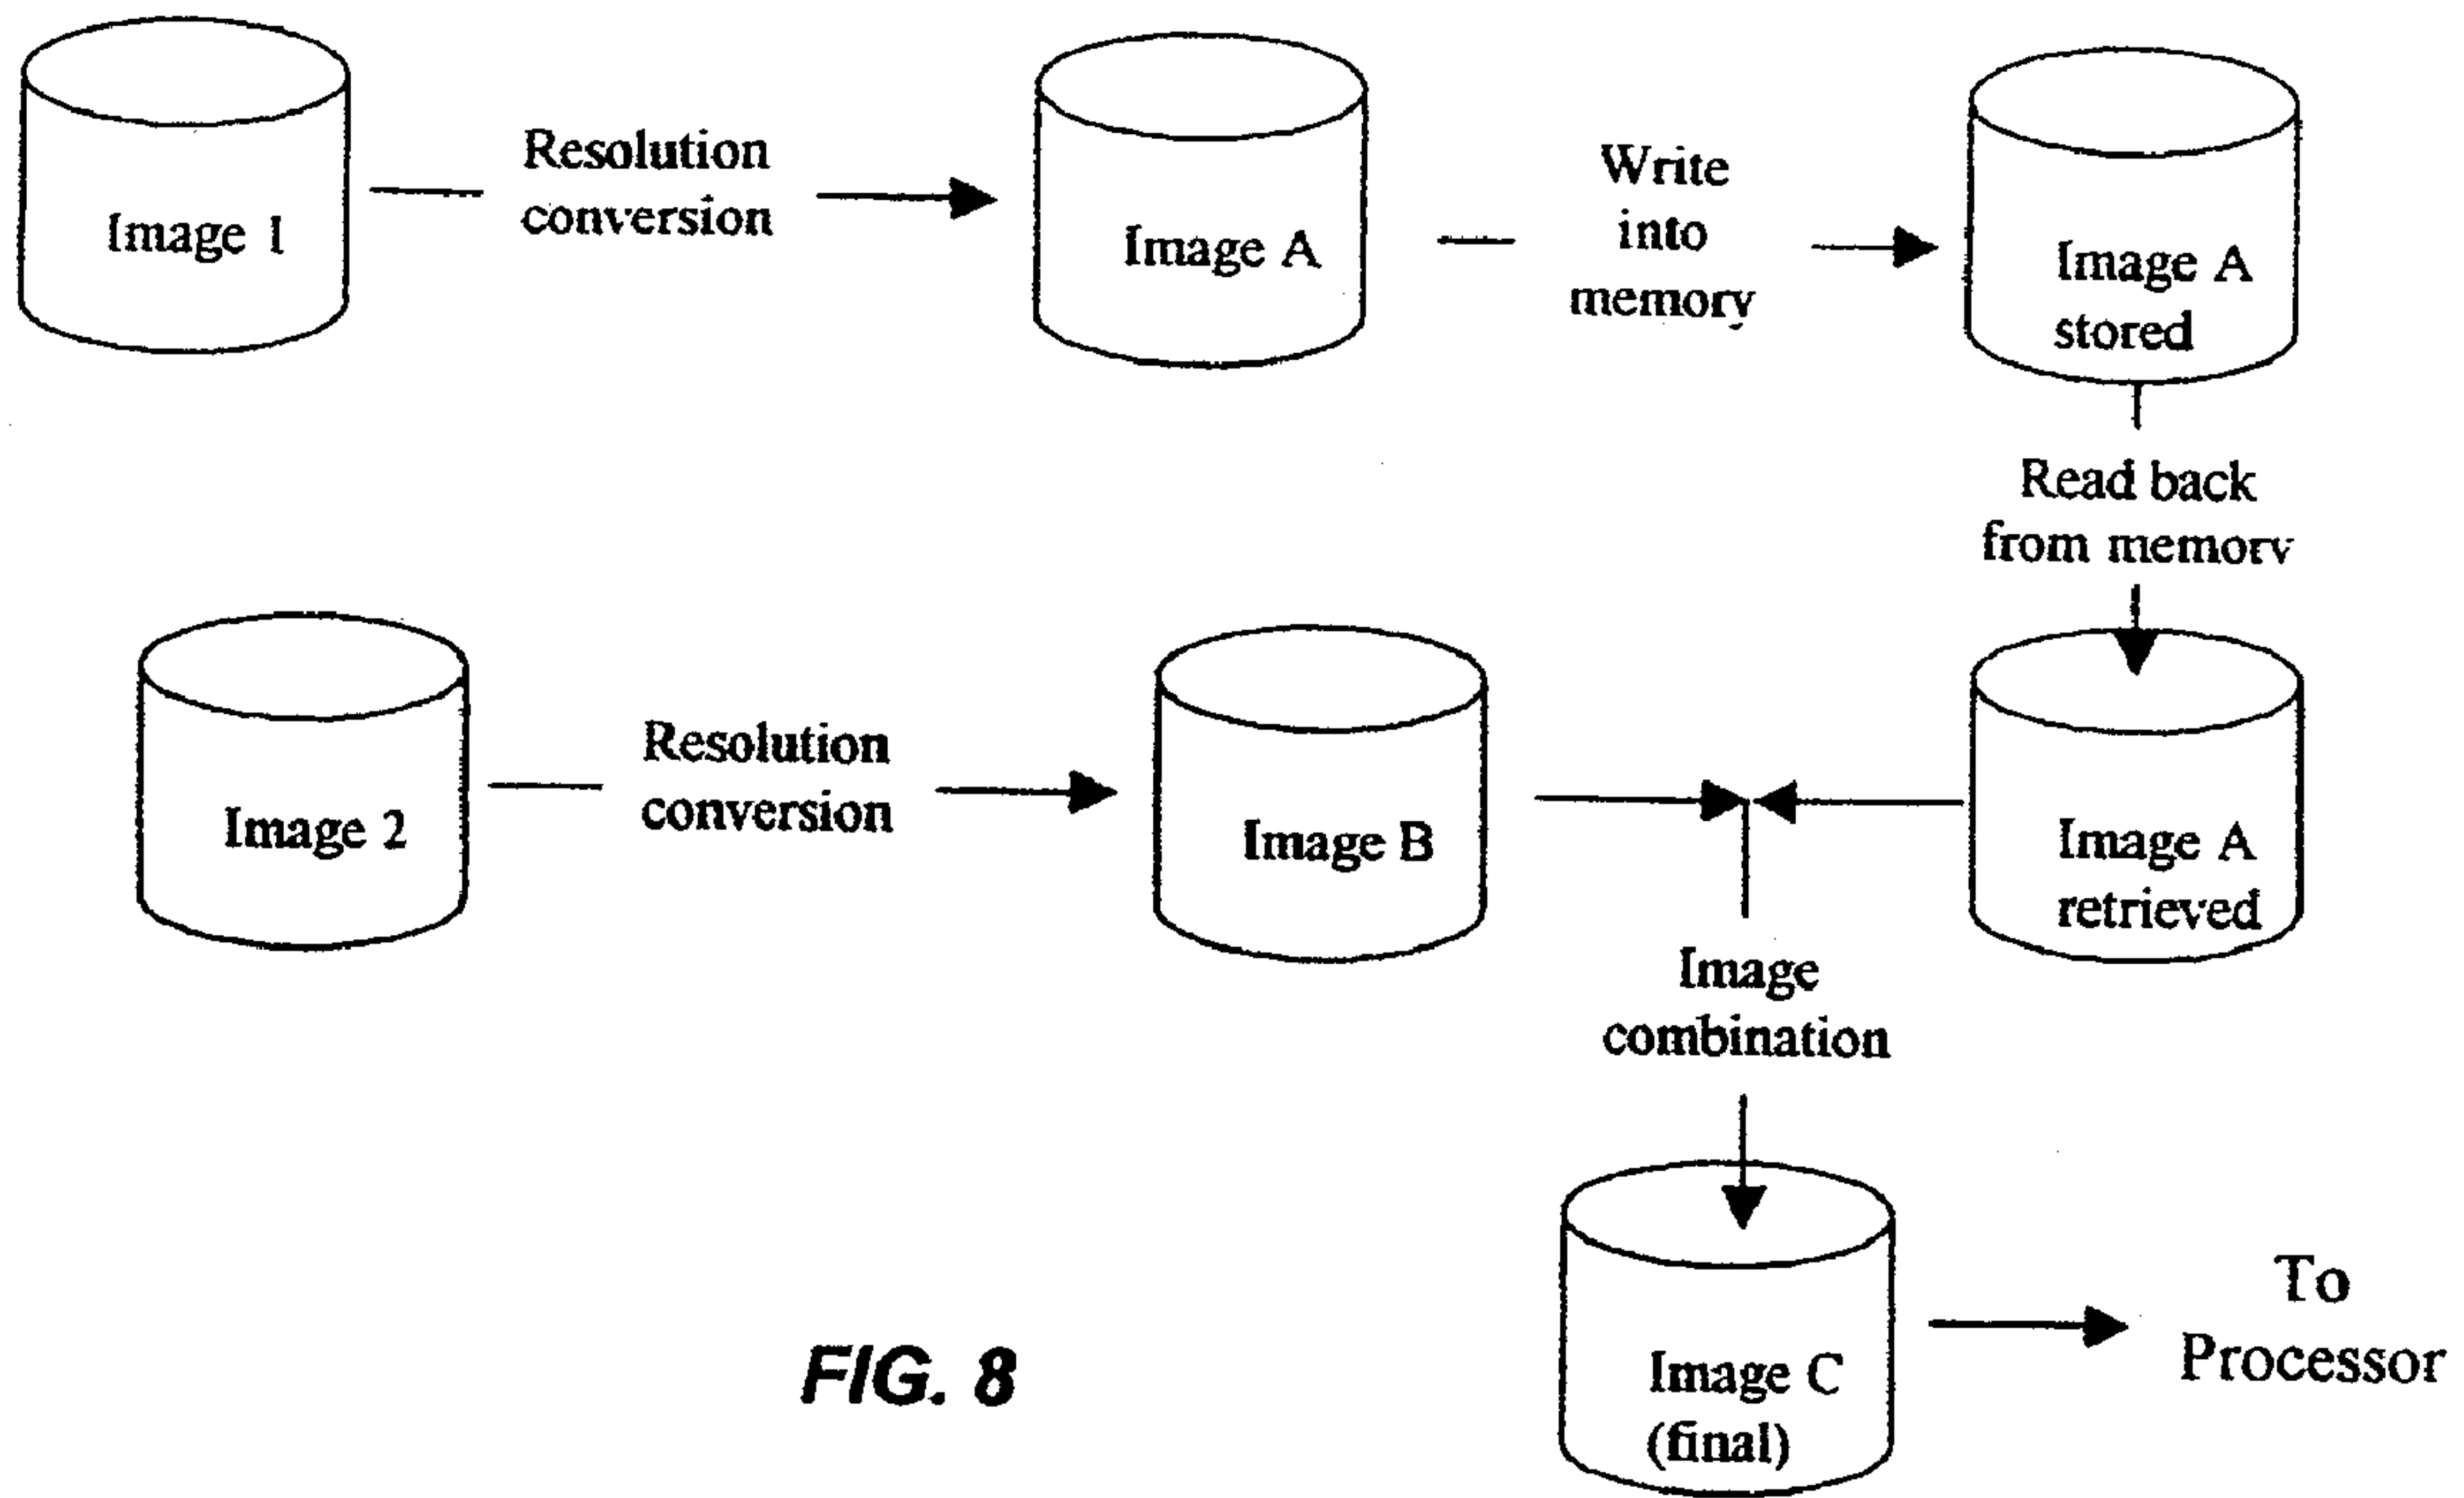 Image 1
Resolution
conversion
Image A
Write
into
memory
Image A
stored
Read back
from memory
Image 2
Resolution
conversion
Image B
Image A
retrieved
Image
combination
Image C
(final)
To
Processor
FIG. 8